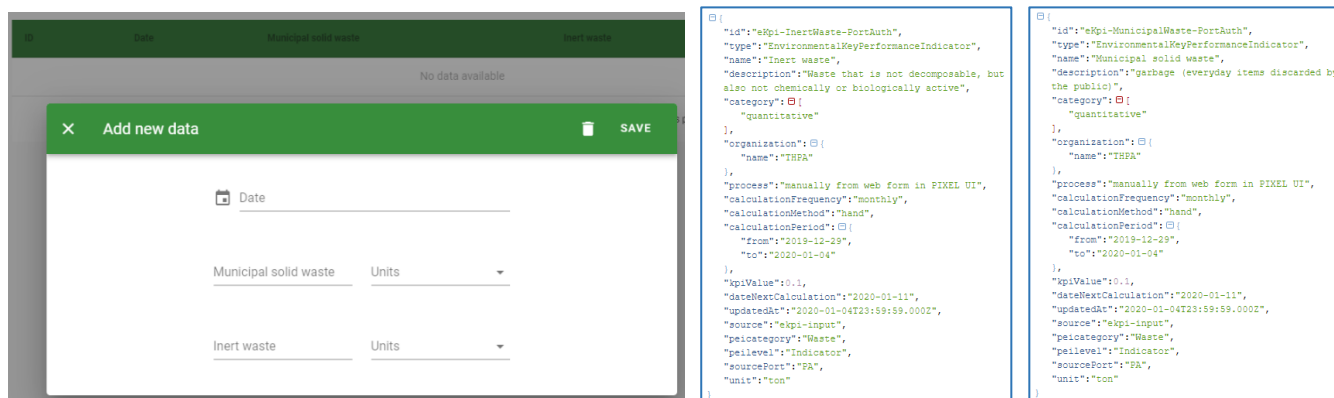 ID Date Municipal solid waste Inert waste
No data available
Add new data SAVE
Date
Municipal solid waste Units
Inert waste Units
{
"id":"eKpi-InertWaste-PortAuth",
"type":"EnvironmentalKeyPerformanceIndicator",
"name":"Inert waste",
"description":"Waste that is not decomposable, but
also not chemically or biologically active",
"category": [
"quantitative"
],
"organization": {
"name":"THPA"
},
"process":"manually from web form in PIXEL UI",
"calculationFrequency":"monthly",
"calculationMethod":"hand",
"calculationPeriod": {
"from":"2019-12-29",
"to":"2020-01-04"
},
"kpiValue":0.1,
"dateNextCalculation":"2020-01-11",
"updatedAt":"2020-01-04T23:59:59.000Z",
"source":"ekpi-input",
"peicategory":"Waste",
"peilevel":"Indicator",
"sourcePort":"PA",
"unit":"ton"
}
{
"id":"eKpi-MunicipalWaste-PortAuth",
"type":"EnvironmentalKeyPerformanceIndicator",
"name":"Municipal solid waste",
"description":"garbage (everyday items discarded by
the public)",
"category": [
"quantitative"
],
"organization": {
"name":"THPA"
},
"process":"manually from web form in PIXEL UI",
"calculationFrequency":"monthly",
"calculationMethod":"hand",
"calculationPeriod": {
"from":"2019-12-29",
"to":"2020-01-04"
},
"kpiValue":0.1,
"dateNextCalculation":"2020-01-11",
"updatedAt":"2020-01-04T23:59:59.000Z",
"source":"ekpi-input",
"peicategory":"Waste",
"peilevel":"Indicator",
"sourcePort":"PA",
"unit":"ton"
}